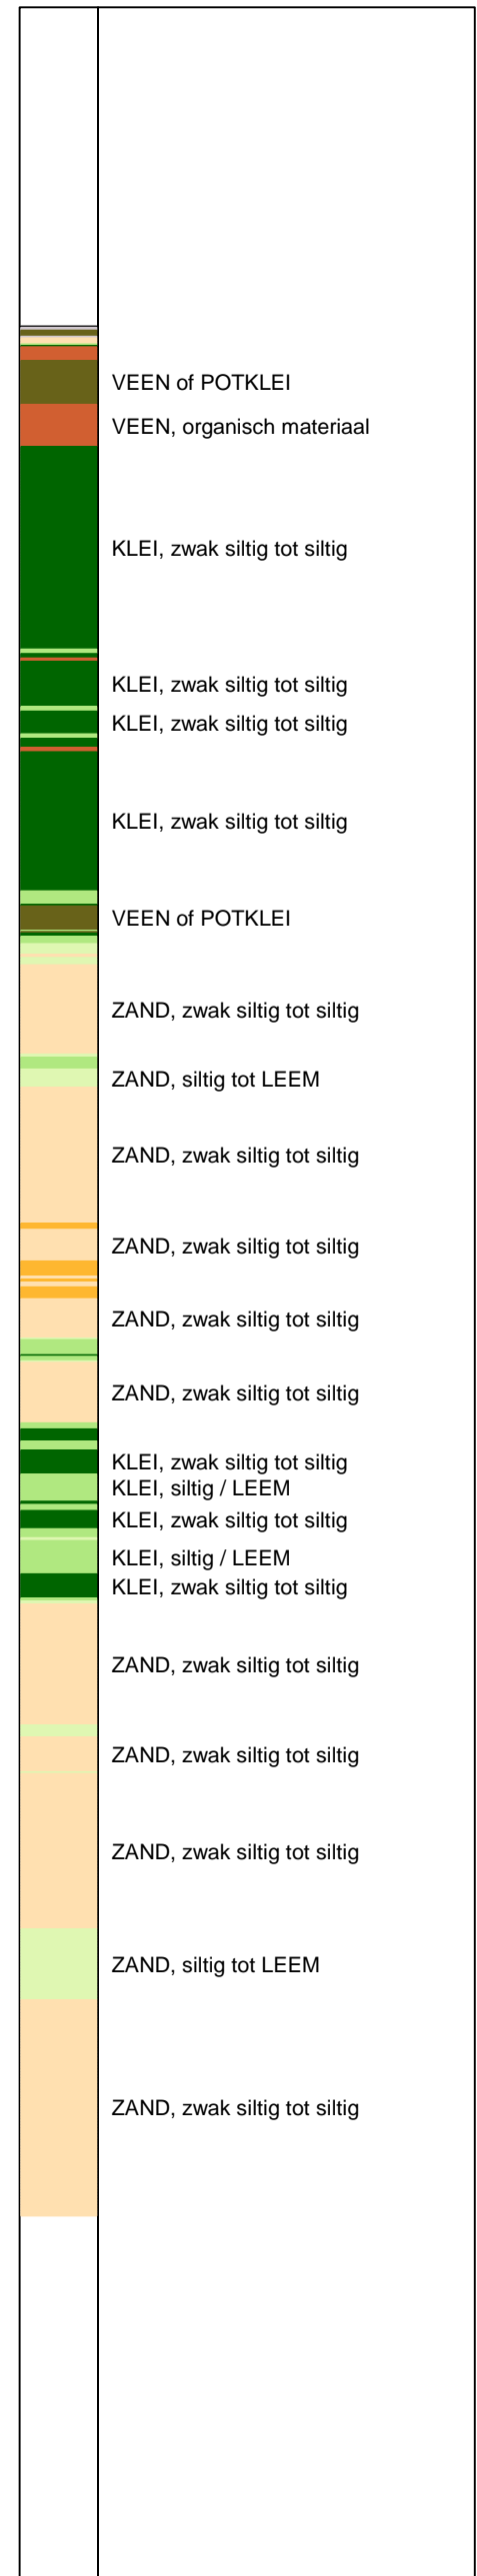 VEEN of POTKLEI
VEEN, organisch materiaal
KLEI, zwak siltig tot siltig
KLEI, zwak siltig tot siltig
KLEI, zwak siltig tot siltig
KLEI, zwak siltig tot siltig
VEEN of POTKLEI
ZAND, zwak siltig tot siltig
ZAND, siltig tot LEEM
ZAND, zwak siltig tot siltig
ZAND, zwak siltig tot siltig
ZAND, zwak siltig tot siltig
ZAND, zwak siltig tot siltig
KLEI, zwak siltig tot siltig
KLEI, siltig / LEEM
KLEI, zwak siltig tot siltig
KLEI, siltig / LEEM
KLEI, zwak siltig tot siltig
ZAND, zwak siltig tot siltig
ZAND, zwak siltig tot siltig
ZAND, zwak siltig tot siltig
ZAND, siltig tot LEEM
ZAND, zwak siltig tot siltig